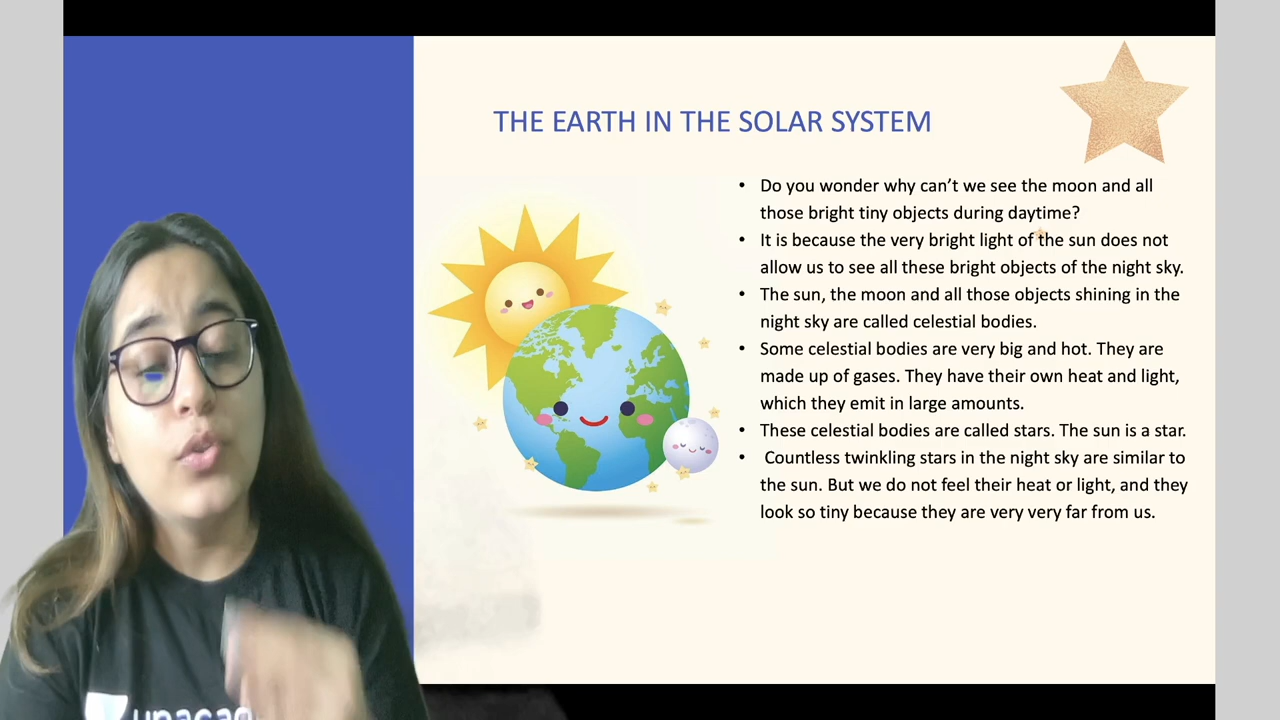 THE EARTH IN THE SOLAR SYSTEM
• Do you wonder why can’t we see the moon and all
those bright tiny objects during daytime?
• It is because the very bright light of the sun does not
allow us to see all these bright objects of the night sky.
• The sun, the moon and all those objects shining in the
night sky are called celestial bodies.
• Some celestial bodies are very big and hot. They are
made up of gases. They have their own heat and light,
which they emit in large amounts.
• These celestial bodies are called stars. The sun is a star.
• Countless twinkling stars in the night sky are similar to
the sun. But we do not feel their heat or light, and they
look so tiny because they are very very far from us.